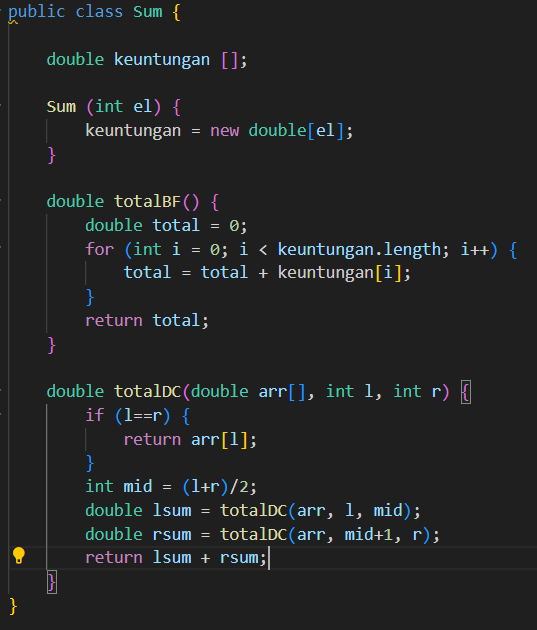 public class Sum {
double keuntungan [];
Sum (int el) {
keuntungan = new double[el];
}
double totalBF() {
double total = 0;
for (int i = 0; i < keuntungan.length; i++) {
total = total + keuntungan[i];
}
return total;
}
double totalDC(double arr[], int l, int r) {
if (l==r) {
return arr[l];
}
int mid = (l+r)/2;
double lsum = totalDC(arr, l, mid);
double rsum = totalDC(arr, mid+1, r);
return lsum + rsum;
}
}